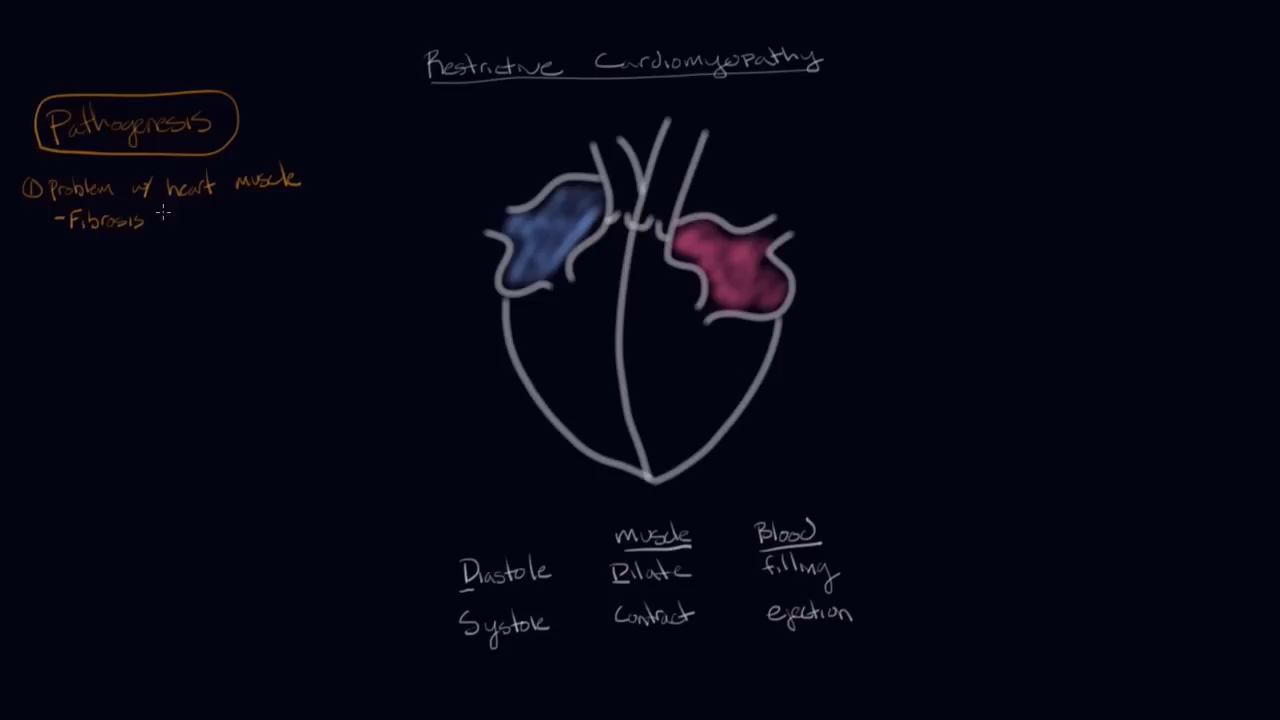 Restrictive Cardiomyopathy
Pathogenesis
① Problem w/ heart muscle
- Fibrosis
muscle Blood
Diastole Dilate filling
Systole Contract ejection